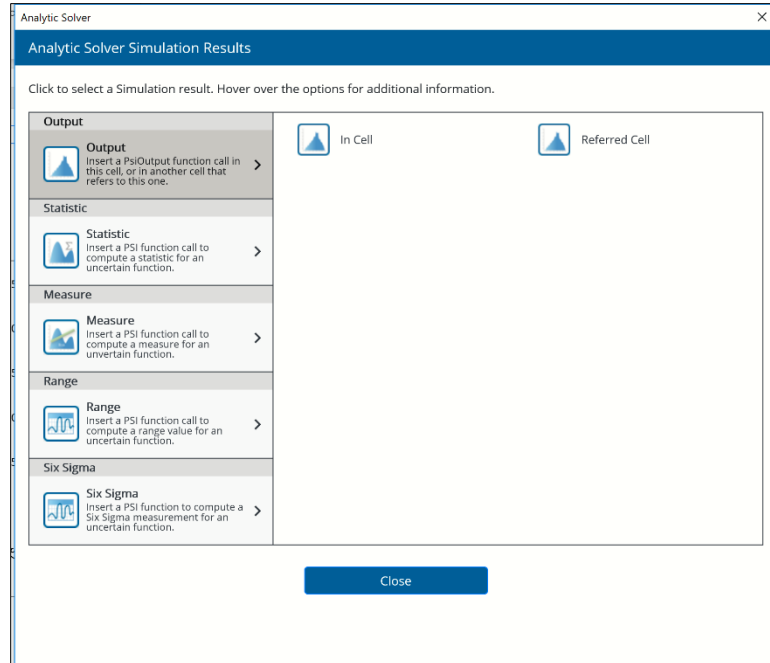 Analytic Solver
Analytic Solver Simulation Results
Click to select a Simulation result. Hover over the options for additional information.
Output
Output
Insert a PsiOutput function call in
this cell, or in another cell that
refers to this one.
In Cell
Referred Cell
Statistic
Statistic
Insert a PSI function call to
compute a statistic for an
uncertain function.
Measure
Measure
Insert a PSI function call to
compute a measure for an
unvertain function.
Range
Range
Insert a PSI function call to
compute a range value for an
uncertain function.
Six Sigma
Six Sigma
Insert a PSI function to compute a
Six Sigma measurement for an
uncertain function.
Close